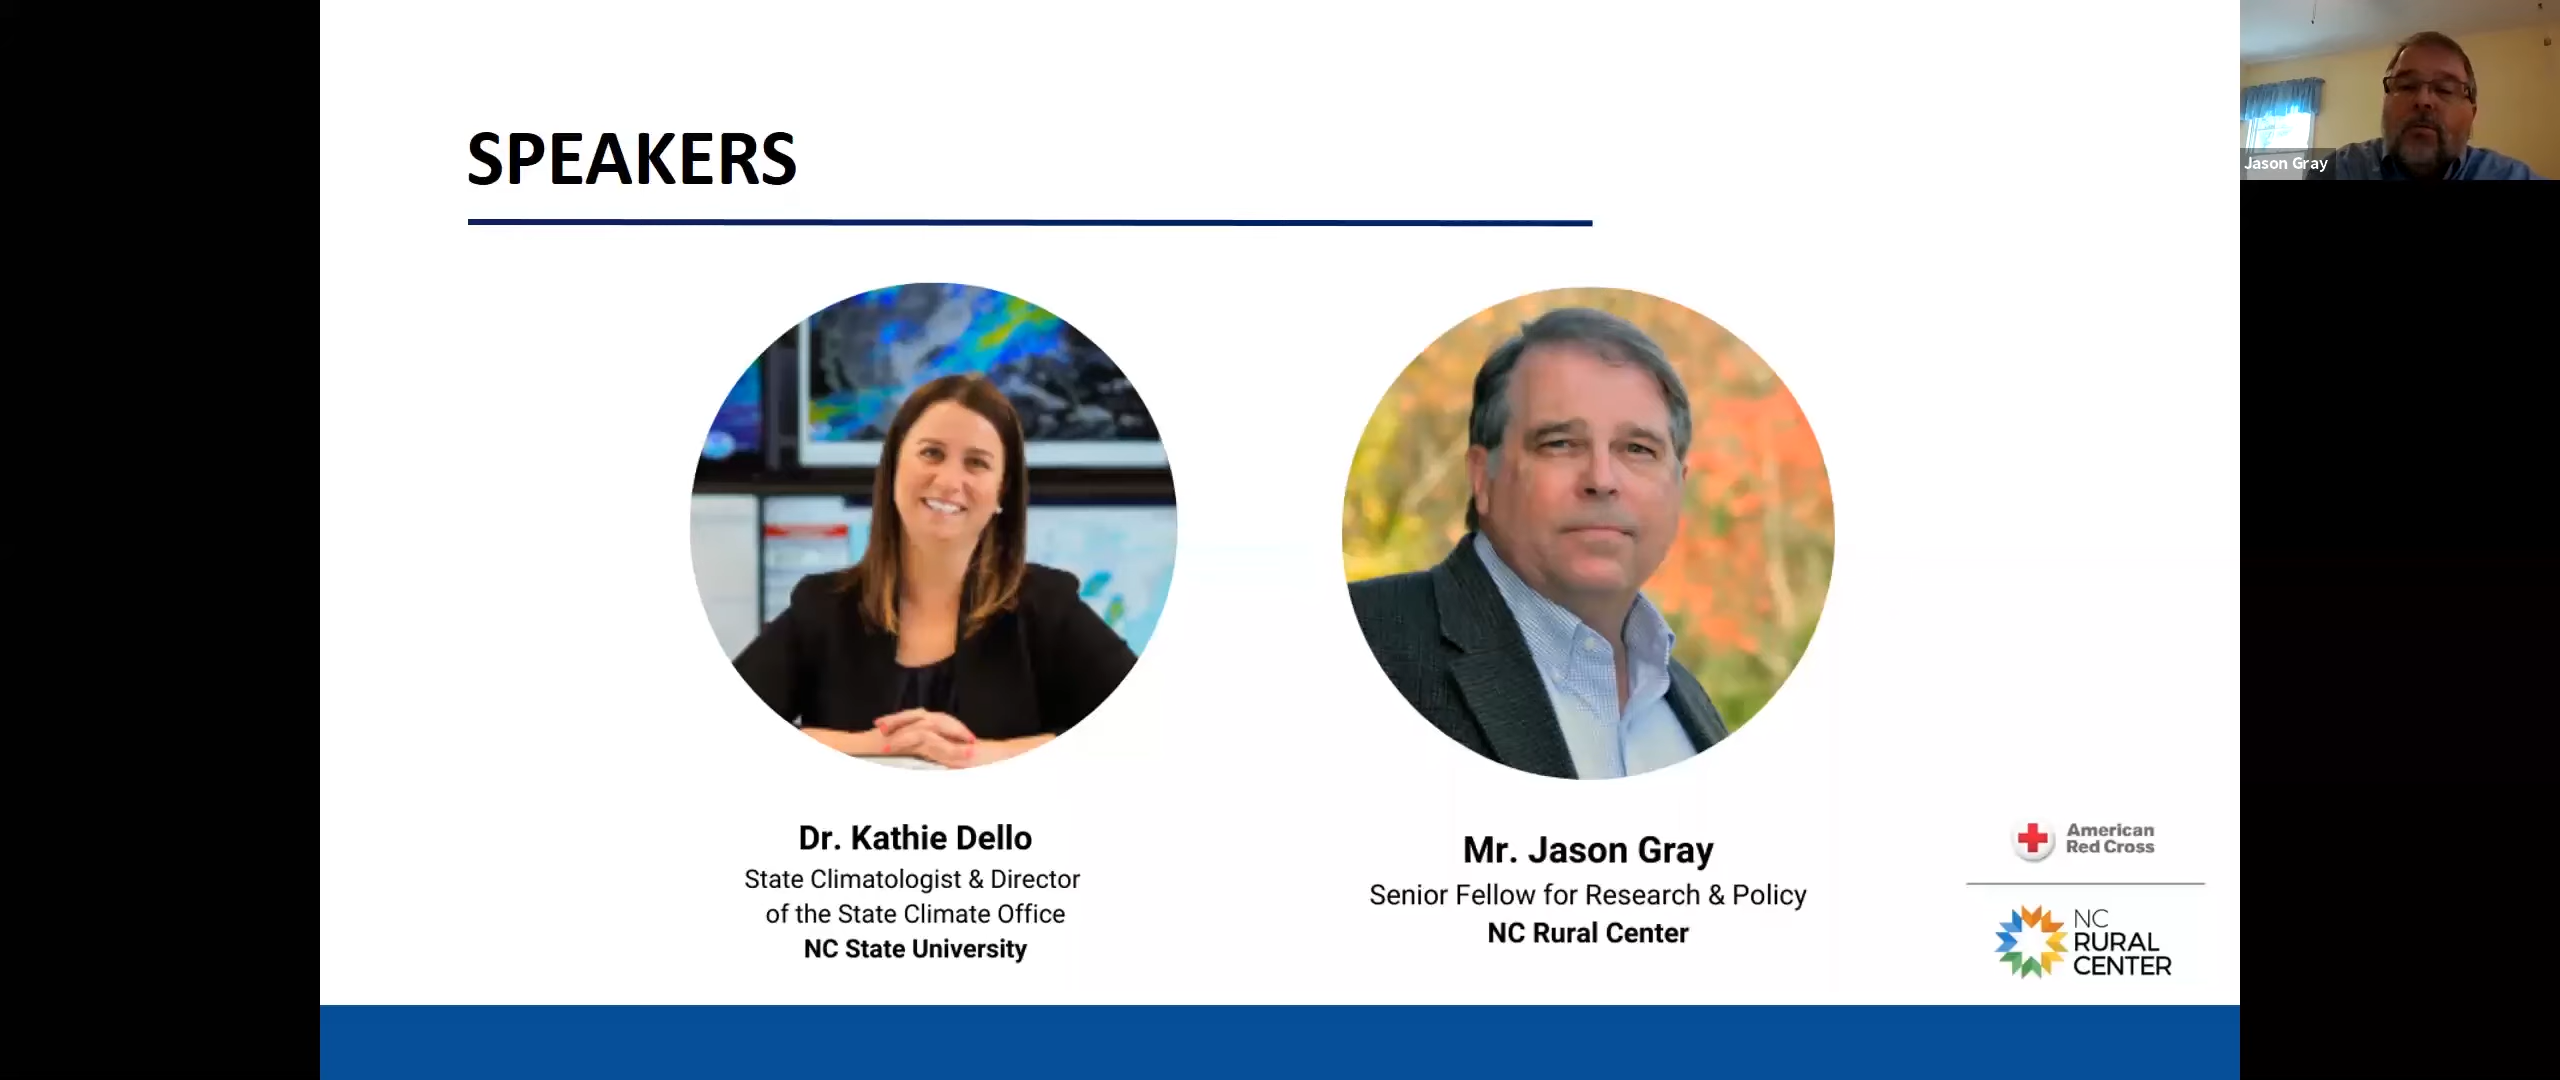 SPEAKERS
Jason Gray
Dr. Kathie Dello
State Climatologist & Director
of the State Climate Office
NC State University
Mr. Jason Gray
Senior Fellow for Research & Policy
NC Rural Center
American
Red Cross
NC
RURAL
CENTER